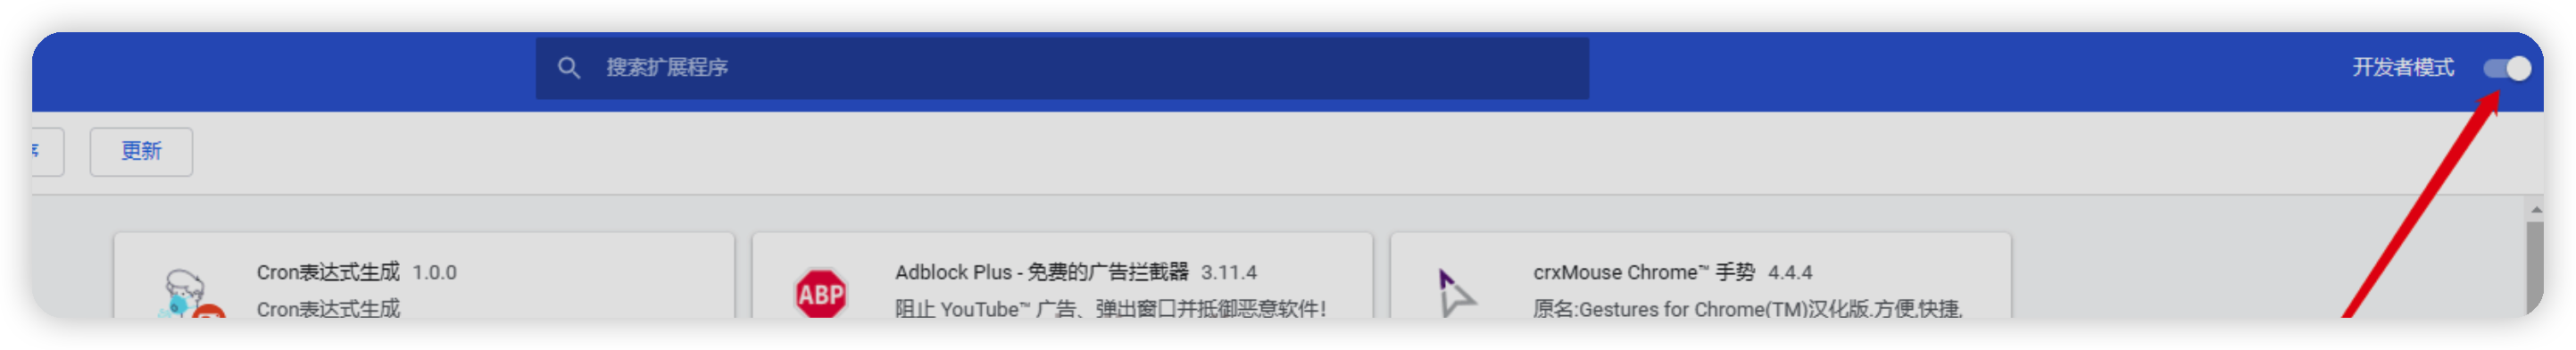 搜索扩展程序
开发者模式
更新
Cron表达式生成 1.0.0
Cron表达式生成
ABP
Adblock Plus - 免费的广告拦截器 3.11.4
阻止 YouTube™ 广告、弹出窗口并抵御恶意软件!
crxMouse Chrome™ 手势 4.4.4
原名:Gestures for Chrome(TM)汉化版.方便,快捷,